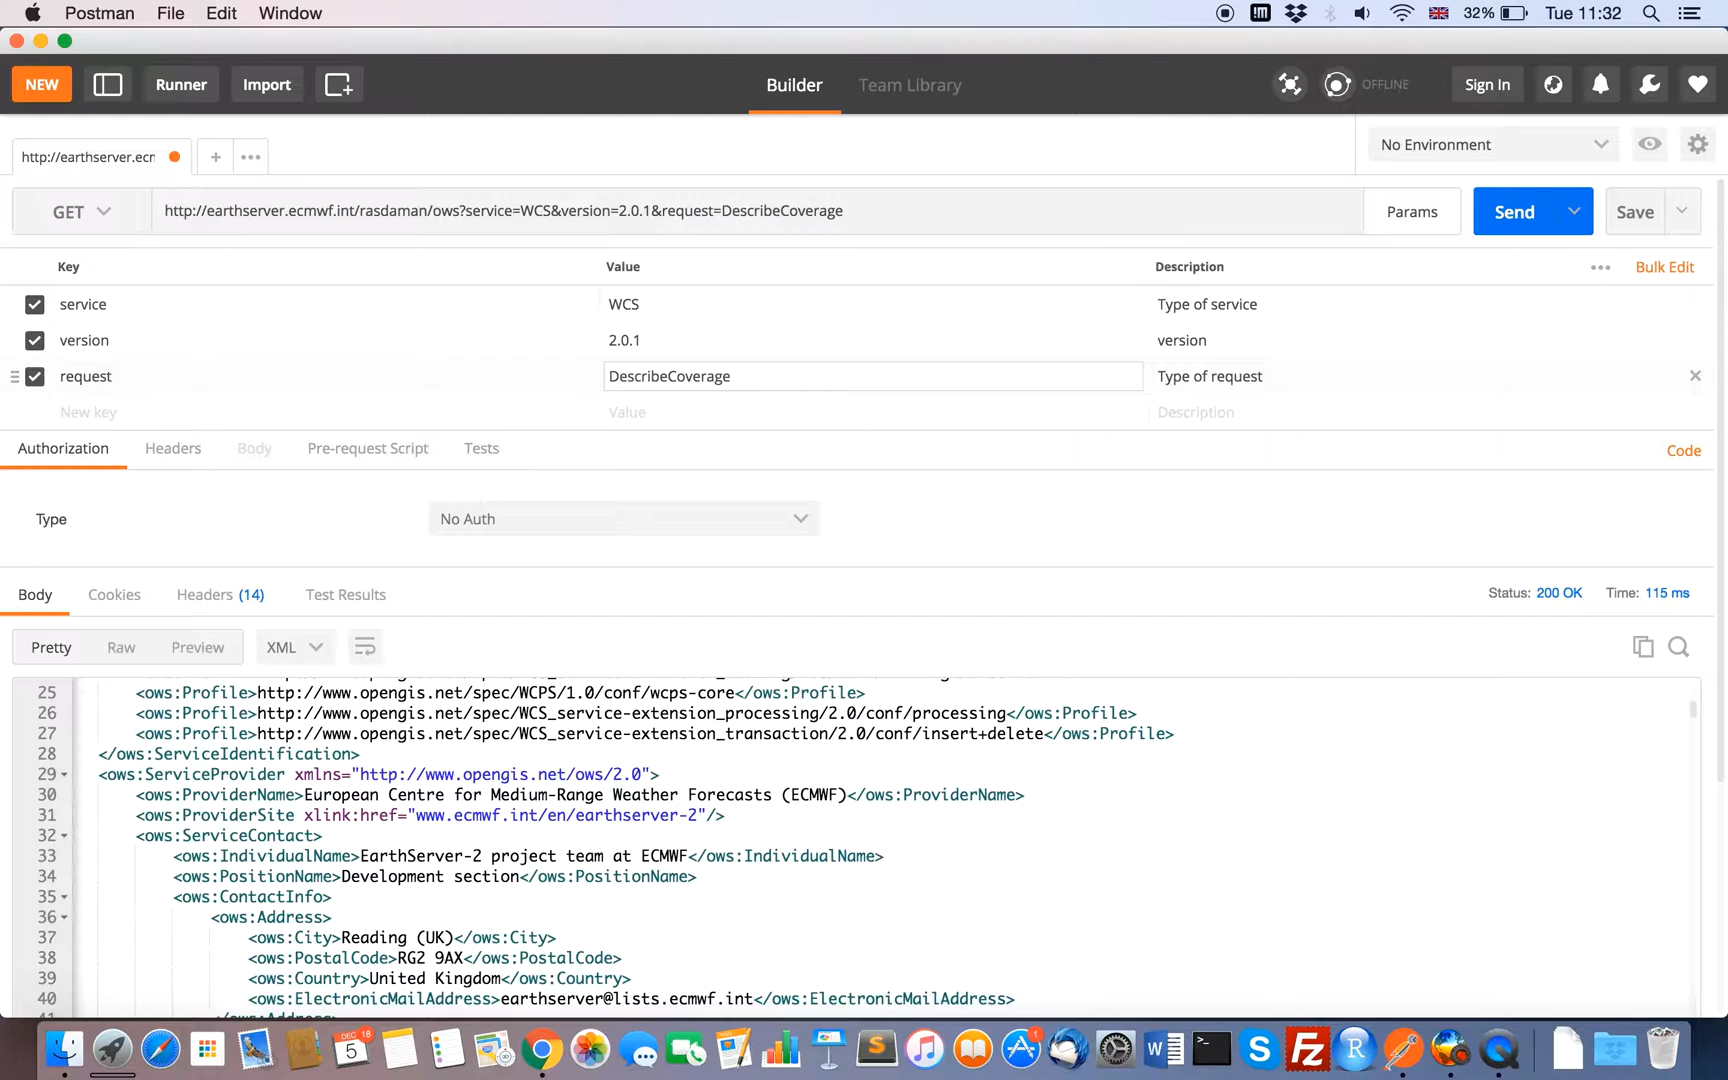 Postman File Edit Window 32% Tue 11:32
NEW Runner Import Builder Team Library OFFLINE Sign In
http://earthserver.ecm + ••• No Environment
GET http://earthserver.ecmwf.int/rasdaman/ows?service=WCS&version=2.0.1&request=DescribeCoverage Params Send Save
Key Value Description ••• Bulk Edit
service WCS Type of service
version 2.0.1 version
request DescribeCoverage Type of request
New key Value Description
Authorization Headers Body Pre-request Script Tests Code
Type No Auth
Body Cookies Headers (14) Test Results Status: 200 OK Time: 115 ms
Pretty Raw Preview XML
25 <ows:Profile>http://www.opengis.net/spec/WCPS/1.0/conf/wcps-core</ows:Profile>
26 <ows:Profile>http://www.opengis.net/spec/WCS_service-extension_processing/2.0/conf/processing</ows:Profile>
27 <ows:Profile>http://www.opengis.net/spec/WCS_service-extension_transaction/2.0/conf/insert+delete</ows:Profile>
28 </ows:ServiceIdentification>
29 <ows:ServiceProvider xmlns="http://www.opengis.net/ows/2.0">
30 <ows:ProviderName>European Centre for Medium-Range Weather Forecasts (ECMWF)</ows:ProviderName>
31 <ows:ProviderSite xlink:href="www.ecmwf.int/en/earthserver-2"/>
32 <ows:ServiceContact>
33 <ows:IndividualName>EarthServer-2 project team at ECMWF</ows:IndividualName>
34 <ows:PositionName>Development section</ows:PositionName>
35 <ows:ContactInfo>
36 <ows:Address>
37 <ows:City>Reading (UK)</ows:City>
38 <ows:PostalCode>RG2 9AX</ows:PostalCode>
39 <ows:Country>United Kingdom</ows:Country>
40 <ows:ElectronicMailAddress>earthserver@lists.ecmwf.int</ows:ElectronicMailAddress>
DEC 5 S 1 W >_ S FZ R